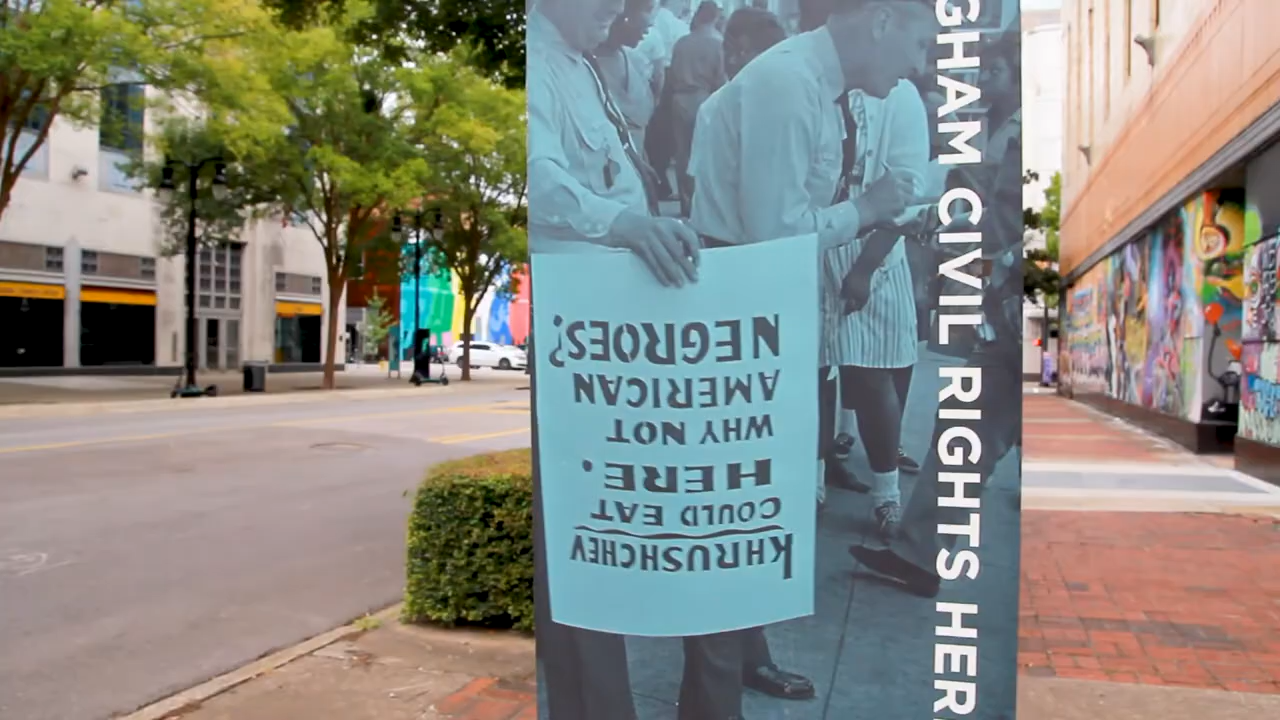 KHRUSHCHEV
COULD EAT
HERE.
WHY NOT
AMERICAN
NEGROES?
GHAM CIVIL RIGHTS HER